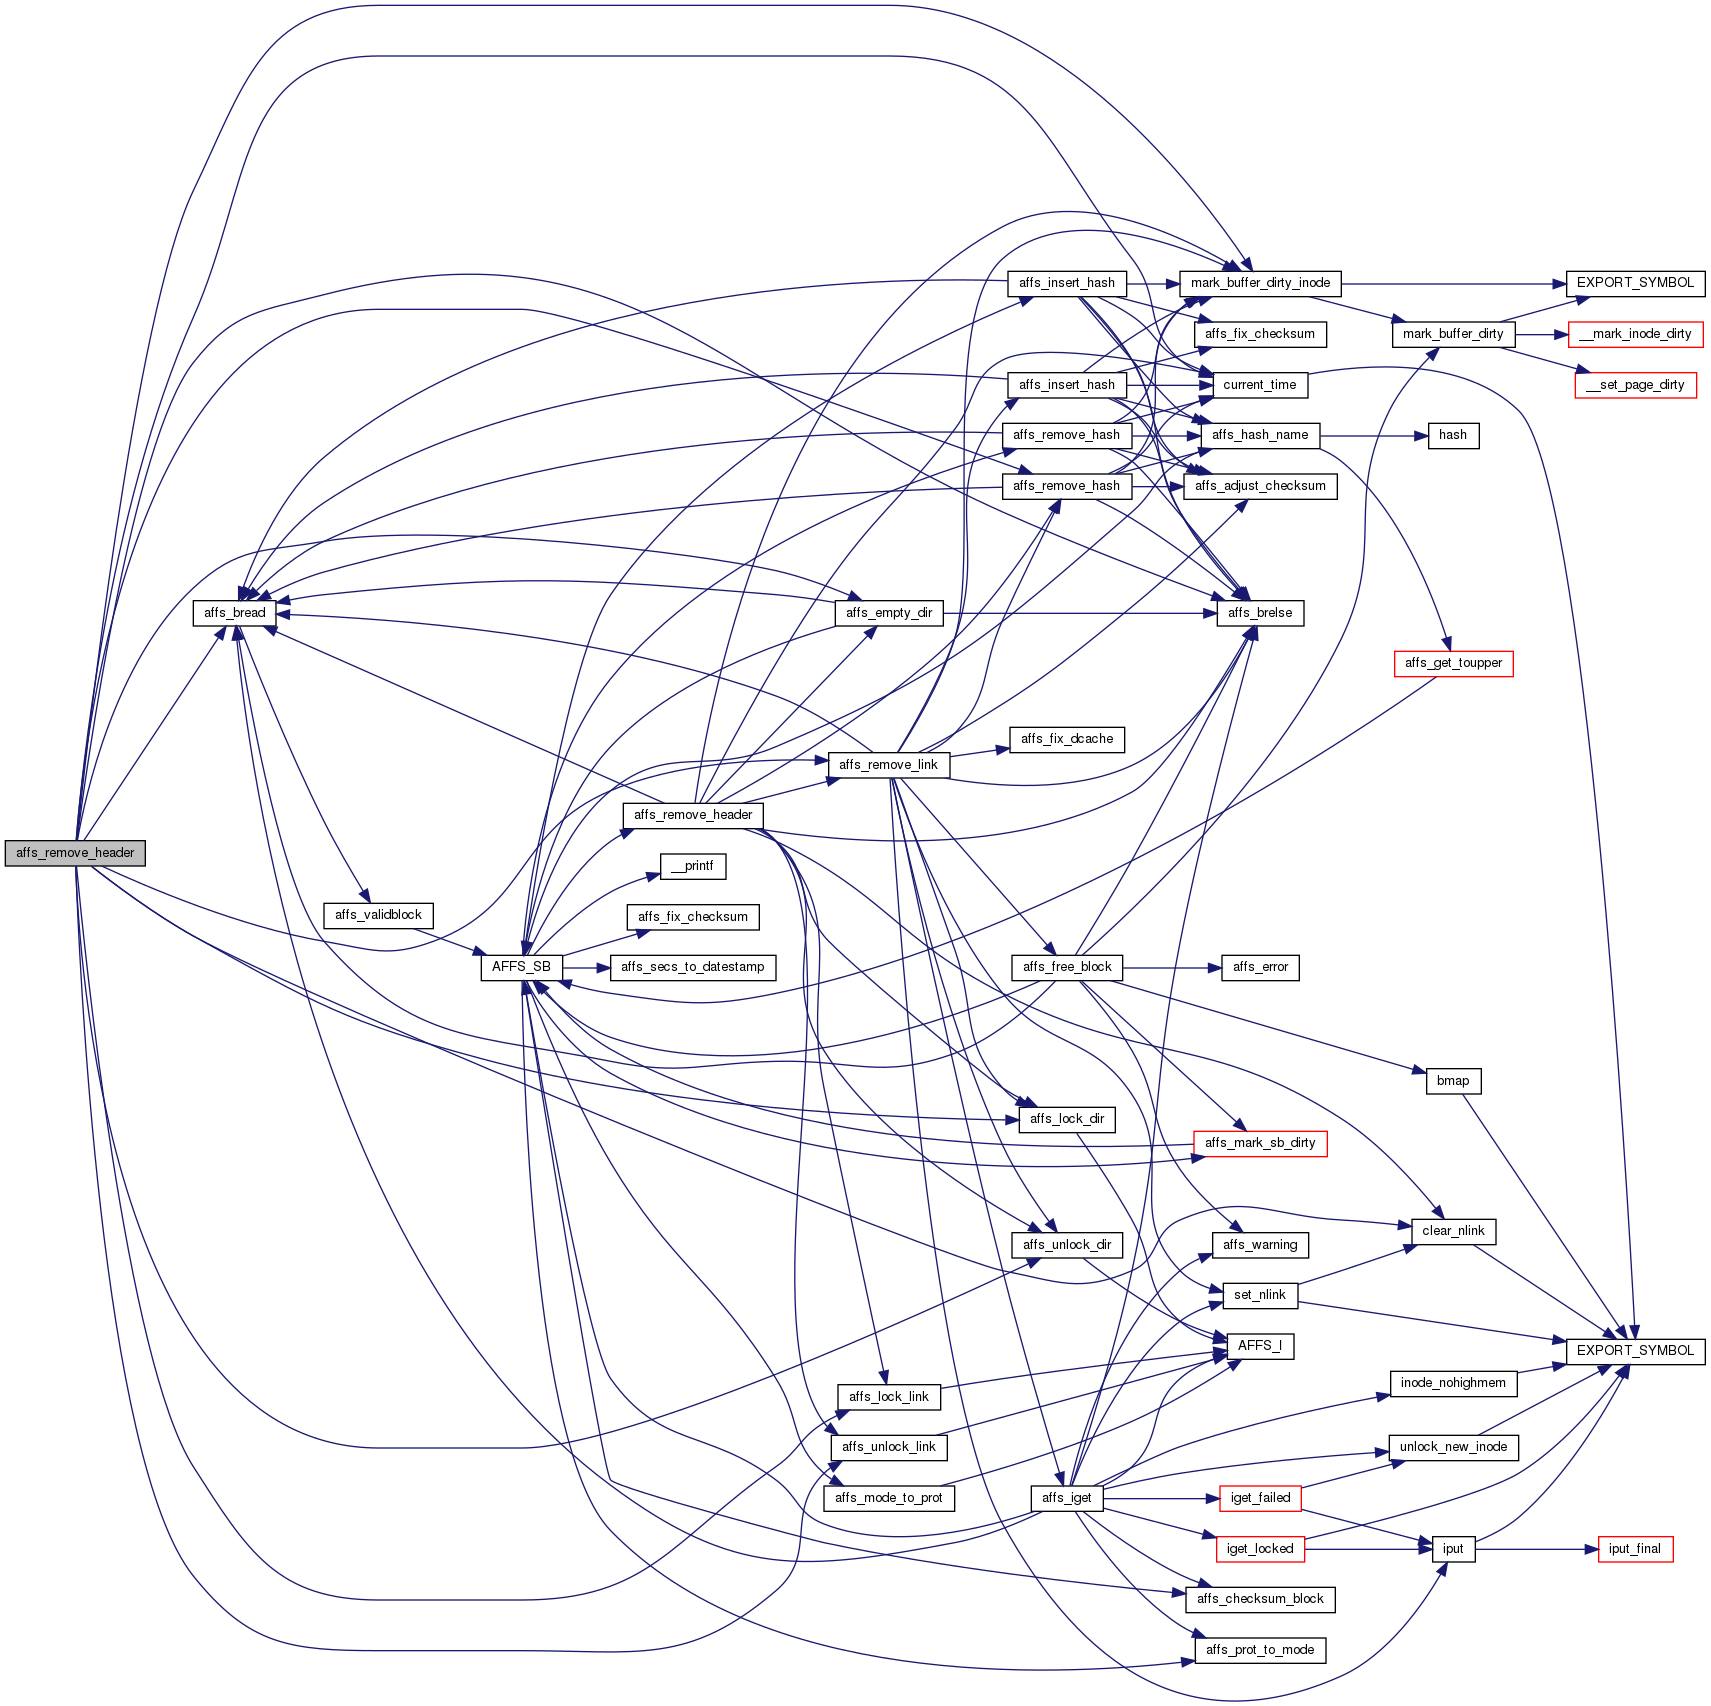 affs_insert_hash
mark_buffer_dirty_inode
EXPORT_SYMBOL
affs_fix_checksum
mark_buffer_dirty
__mark_inode_dirty
affs_insert_hash
current_time
__set_page_dirty
affs_remove_hash
affs_hash_name
hash
affs_remove_hash
affs_adjust_checksum
affs_bread
affs_empty_dir
affs_brelse
affs_get_toupper
affs_fix_dcache
affs_remove_link
affs_remove_header
affs_remove_header
__printf
affs_validblock
affs_fix_checksum
AFFS_SB
affs_secs_to_datestamp
affs_free_block
affs_error
bmap
affs_lock_dir
affs_mark_sb_dirty
clear_nlink
affs_unlock_dir
affs_warning
set_nlink
AFFS_I
EXPORT_SYMBOL
inode_nohighmem
affs_lock_link
affs_unlock_link
unlock_new_inode
affs_mode_to_prot
affs_iget
iget_failed
iget_locked
iput
iput_final
affs_checksum_block
affs_prot_to_mode